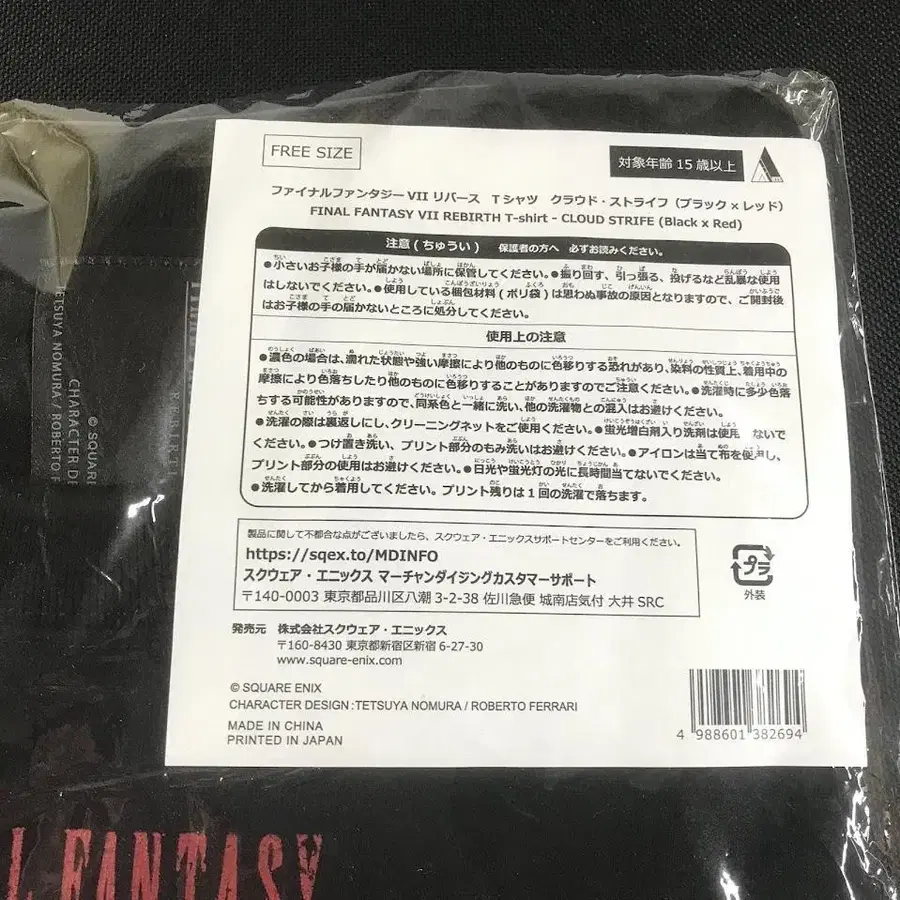 FREE SIZE
対象年齢 15 歳以上
ファイナルファンタジーVII リバース Tシャツ クラウド・ストライフ (ブラック x レッド)
FINAL FANTASY VII REBIRTH T-shirt - CLOUD STRIFE (Black x Red)
注意 (ちゅうい) 保護者の方へ 必ずお読みください。
●小さいお子様の手が届かない場所に保管してください。●振り回す、引っ張る、投げるなど乱暴な使用
はしないでください。●使用している梱包材料 (ポリ袋) は思わぬ事故の原因となりますので、ご開封後
はお子様の手の届かないところに処分してください。
使用上の注意
●濃色の場合は、濡れた状態や強い摩擦により他のものに色移りする恐れがあり、染料の性質上、着用中の
摩擦により色落ちしたり他のものに色移りすることがありますのでご注意ください。●洗濯時に多少色落
ちする可能性がありますので、同系色と一緒に洗い、他の洗濯物との混入はお避けください。
●洗濯の際は裏返しにし、クリーニングネットをご使用ください。●蛍光増白剤入り洗剤は使用しないでく
ださい。●つけ置き洗い、プリント部分のもみ洗いはお避けください。●アイロンは当て布を使用し、
プリント部分の使用はお避けください。●日光や蛍光灯の光に長時間当てないでください。
●洗濯してから着用してください。プリント残りは1回の洗濯で落ちます。
製品に関して不都合な点がございましたら、スクウェア・エニックスサポートセンターをご利用ください。
https://sqex.to/MDINFO
スクウェア・エニックス マーチャンダイジングカスタマーサポート
〒140-0003 東京都品川区八潮 3-2-38 佐川急便 城南店気付 大井 SRC
プラ
外装
発売元 株式会社スクウェア・エニックス
〒160-8430 東京都新宿区新宿 6-27-30
www.square-enix.com
© SQUARE ENIX
CHARACTER DESIGN : TETSUYA NOMURA / ROBERTO FERRARI
MADE IN CHINA
PRINTED IN JAPAN
4 988601 382694
© SQUARE
CHARACTER D
TETSUYA NOMURA / ROBERTO F
L FANTASY